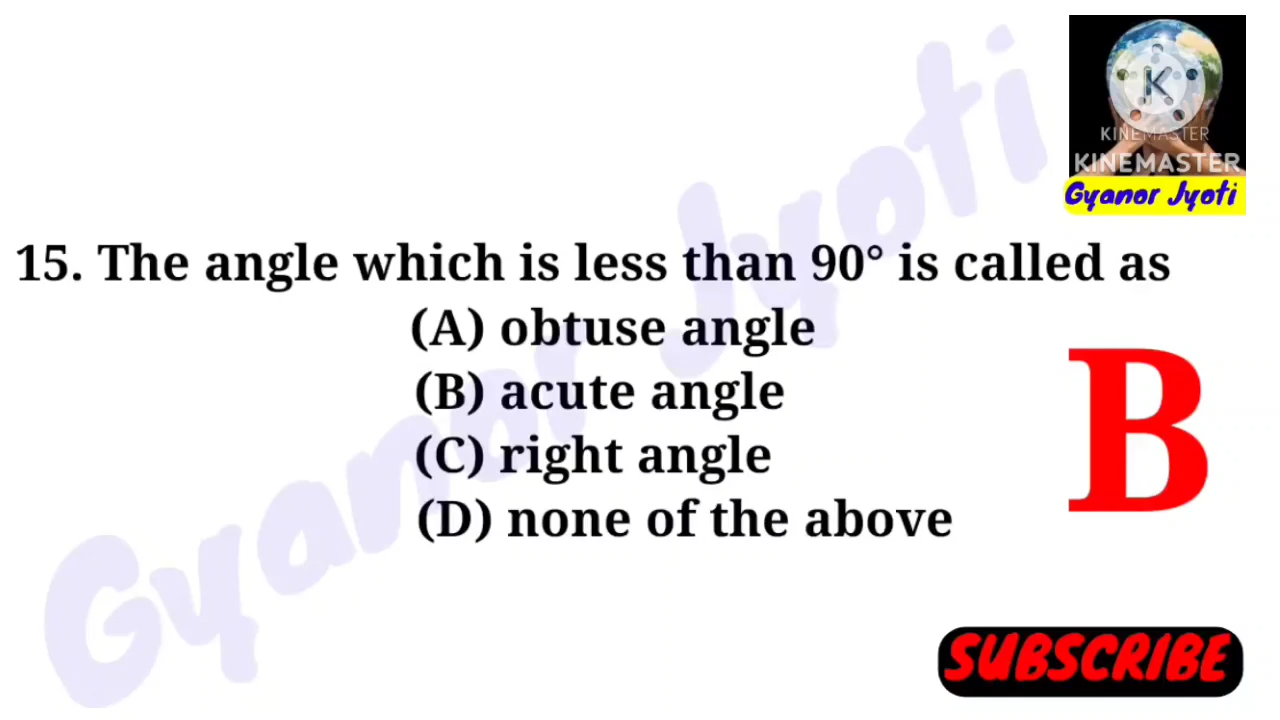 KINEMASTER
KINEMASTER
Gyanor Jyoti
15. The angle which is less than 90° is called as
(A) obtuse angle
(B) acute angle
(C) right angle
(D) none of the above
B
Gyanor Jyoti
SUBSCRIBE